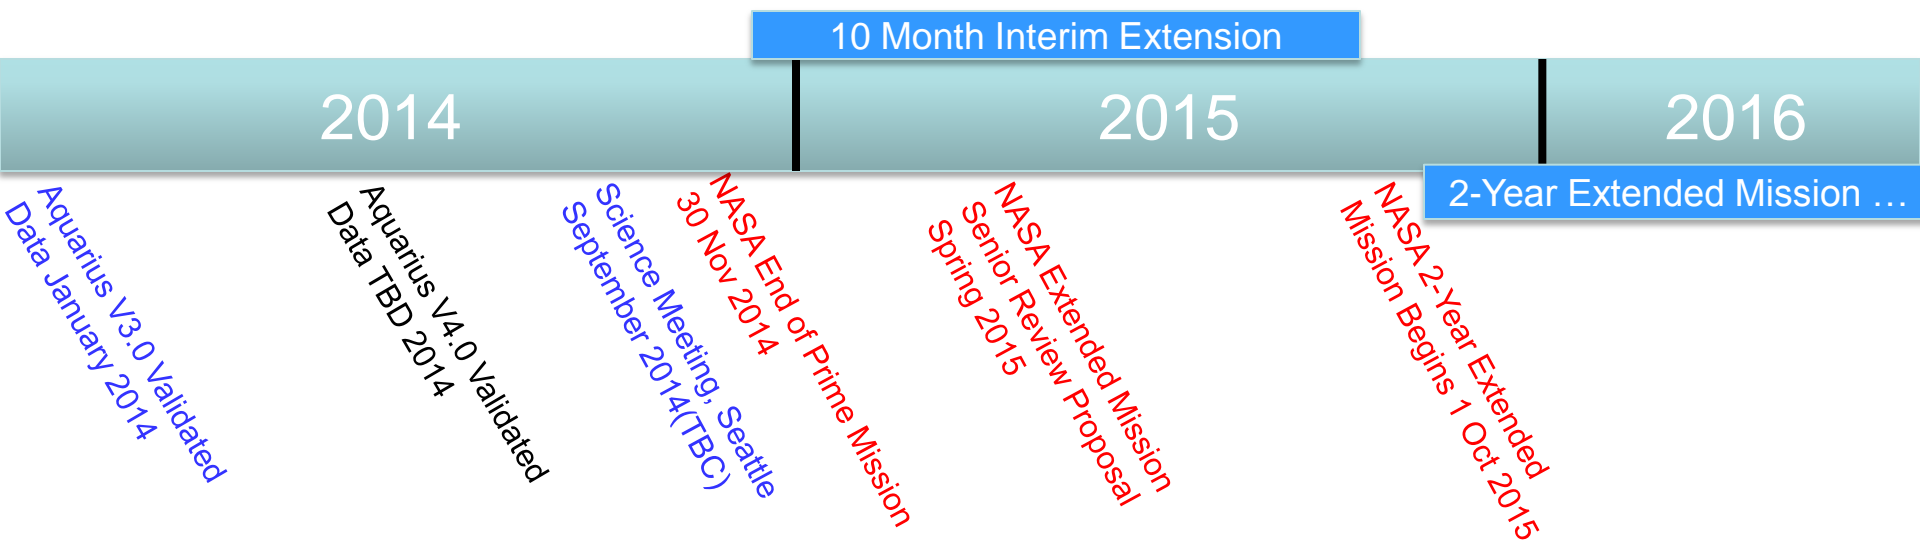 10 Month Interim Extension
2014
2015
2016
2-Year Extended Mission …
Aquarius V3.0 Validated
Data January 2014
Aquarius V4.0 Validated
Data TBD 2014
Science Meeting, Seattle
September 2014(TBC)
NASA End of Prime Mission
30 Nov 2014
NASA Extended Mission
Senior Review Proposal
Spring 2015
NASA 2-Year Extended
Mission Begins 1 Oct 2015